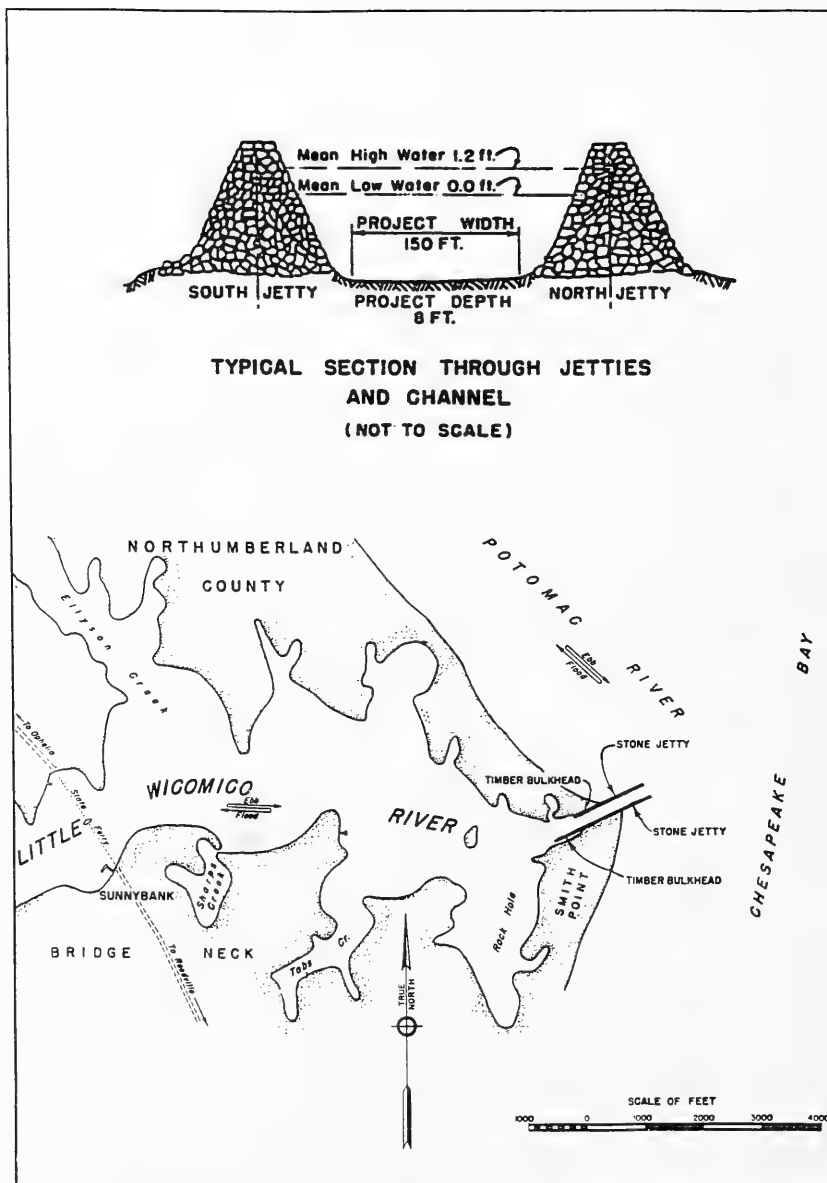 Mean High Water 1.2 ft.
Mean Low Water 0.0 ft.
PROJECT WIDTH
150 FT.
SOUTH JETTY
PROJECT DEPTH
8 FT.
NORTH JETTY
TYPICAL SECTION THROUGH JETTIES
AND CHANNEL
(NOT TO SCALE)
NORTHUMBERLAND
COUNTY
POTOMAC
RIVER
Ebb
Flood
CHESAPEAKE BAY
Ellyson Creek
To Ophelia
State Ferry
STONE JETTY
TIMBER BULKHEAD
LITTLE WICOMICO RIVER
Ebb
Flood
STONE JETTY
TIMBER BULKHEAD
SMITH
POINT
SUNNYBANK
Sharps
Creek
Rock Hole
BRIDGE NECK
To Reedville
Tabs Cr.
TRUE
NORTH
SCALE OF FEET
1000 0 1000 2000 3000 4000